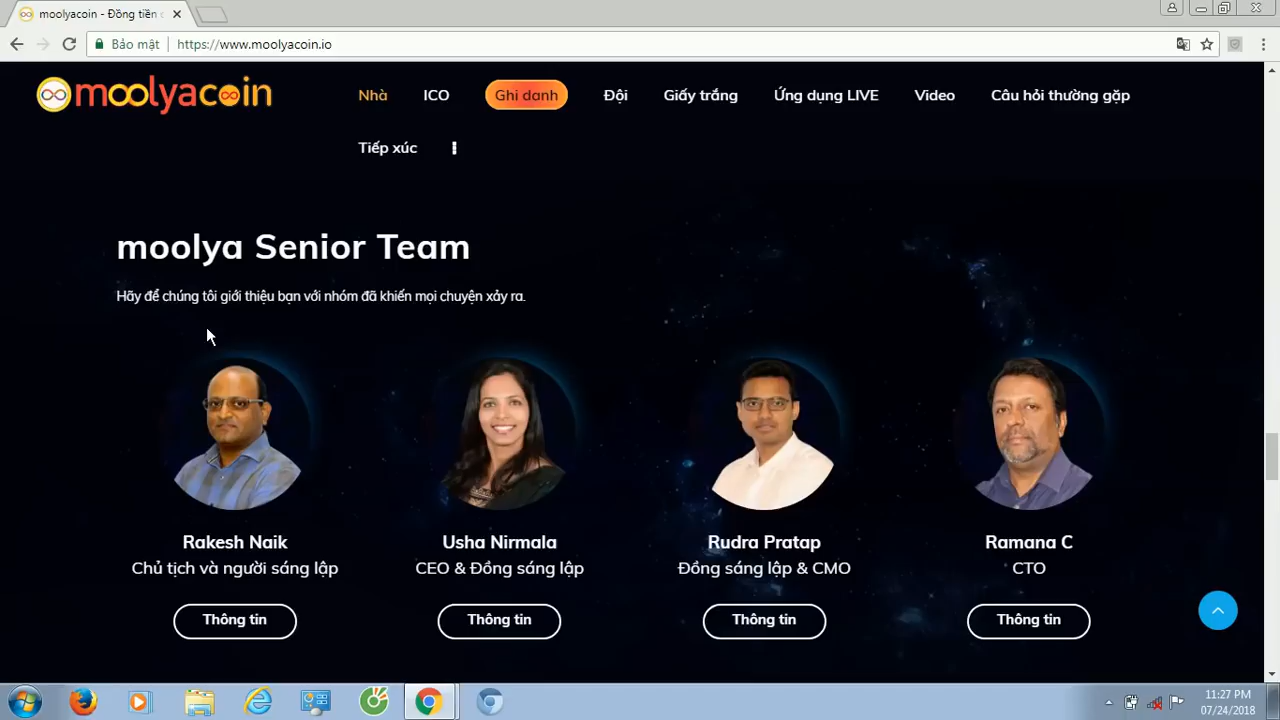 moolyacoin - Đồng tiền
Bảo mật
https://www.moolyacoin.io
moolyacoin
Nhà
ICO
Ghi danh
Đội
Giấy trắng
Ứng dụng LIVE
Video
Câu hỏi thường gặp
Tiếp xúc
moolya Senior Team
Hãy để chúng tôi giới thiệu bạn với nhóm đã khiến mọi chuyện xảy ra.
Rakesh Naik
Chủ tịch và người sáng lập
Thông tin
Usha Nirmala
CEO & Đồng sáng lập
Thông tin
Rudra Pratap
Đồng sáng lập & CMO
Thông tin
Ramana C
CTO
Thông tin
11:27 PM
07/24/2018